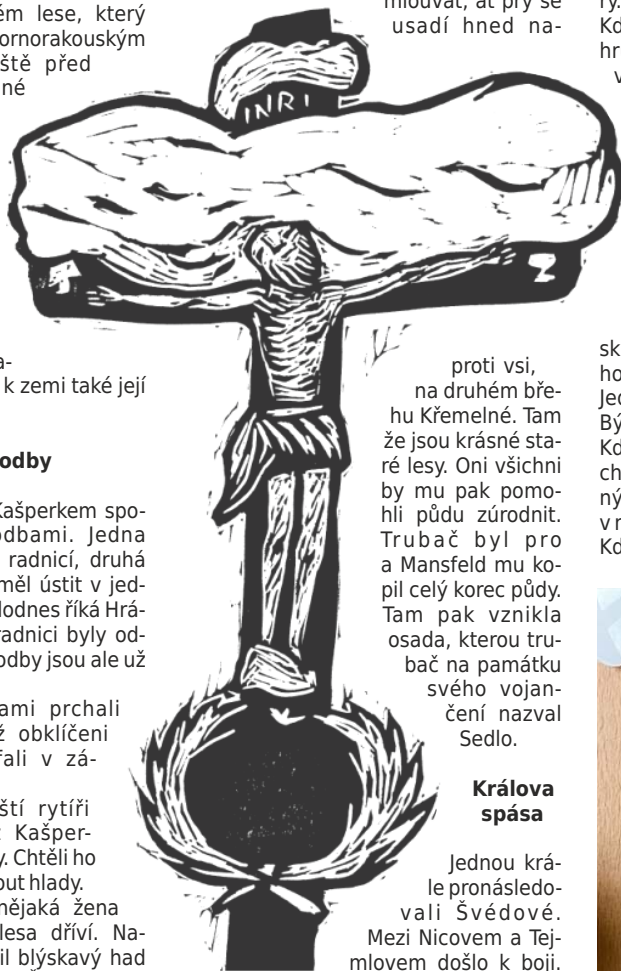 ém lese, který
ornorakouským
iště před
né
a-
k zemi také její
odby
Kašperkem spo-
odbami. Jedna
radnicí, druhá
měl ústit v jed-
dodnes říká Hrá-
radnici byly od-
odby jsou ale už
ami prchali
ž obklíčeni
fali v zá-
ští rytíři
Kašper-
y. Chtěli ho
out hlady.
nějaká žena
lesa dříví. Na-
il blýskavý had
INRI
mlouvat, ať prý se
usadí hned na-
proti vsi,
na druhém bře-
hu Křemelné. Tam
že jsou krásné sta-
ré lesy. Oni všichni
by mu pak pomo-
hli půdu zúrodnit.
Trubač byl pro
a Mansfeld mu ko-
pil celý korec půdy.
Tam pak vznikla
osada, kterou tru-
bač na památku
svého vojan-
čení nazval
Sedlo.
Králova
spása
Jednou krá-
le pronásledo-
vali Švédové.
Mezi Nicovem a Tej-
mlovem došlo k boji.
ry.
Kd
hr
v
sk
ho
Jed
Bý
Kd
ch
ný
v r
Kd